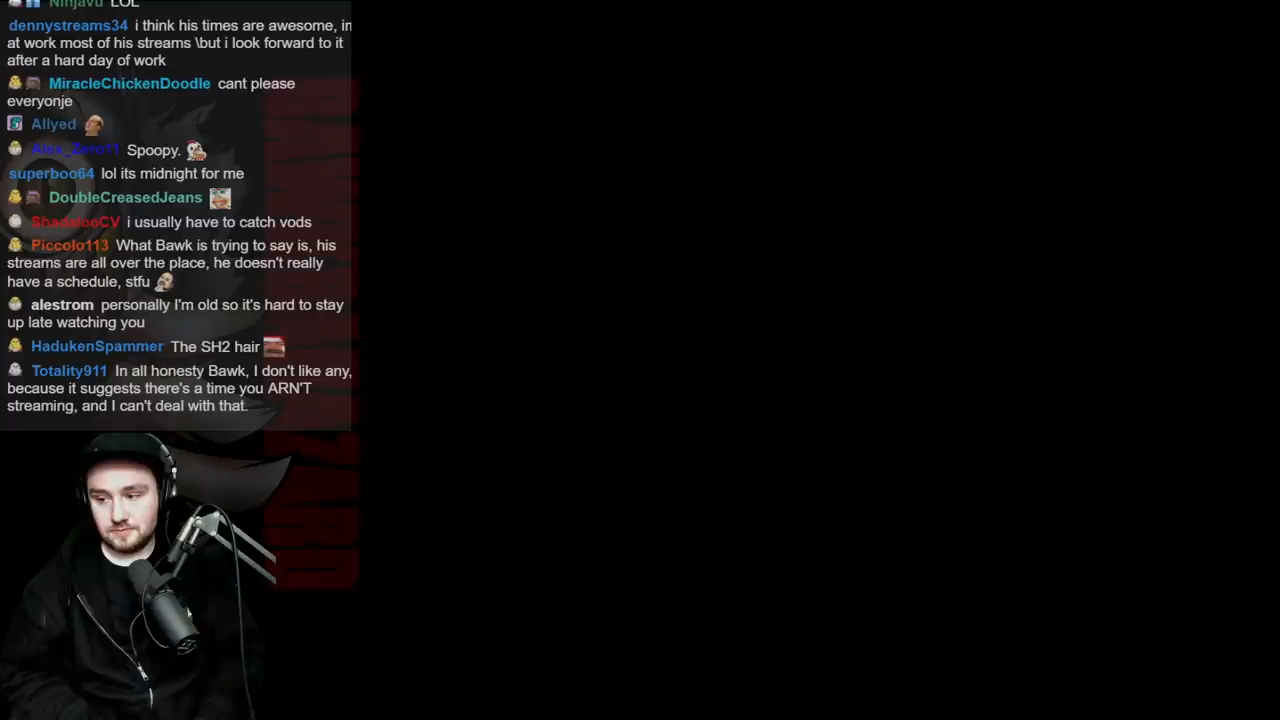 Ninjavu LOL
dennystreams34 i think his times are awesome, im
at work most of his streams \but i look forward to it
after a hard day of work
MiracleChickenDoodle cant please
everyonje
Allyed
Alex_Zero11 Spoopy.
superboo64 lol its midnight for me
DoubleCreasedJeans
ShadalooCV i usually have to catch vods
Piccolo113 What Bawk is trying to say is, his
streams are all over the place, he doesn't really
have a schedule, stfu
alestrom personally I'm old so it's hard to stay
up late watching you
HadukenSpammer The SH2 hair
Totality911 In all honesty Bawk, I don't like any,
because it suggests there's a time you ARN'T
streaming, and I can't deal with that.